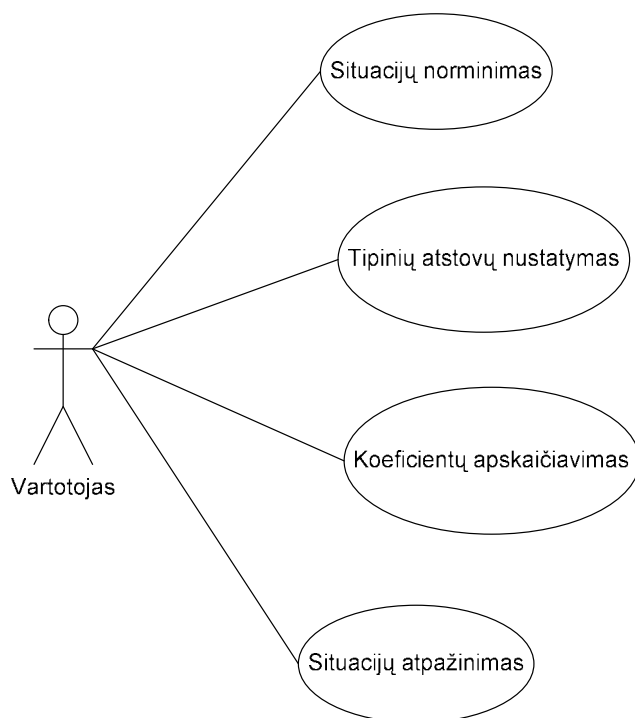 Situacijų norminimas
Tipinių atstovų nustatymas
Koeficientų apskaičiavimas
Vartotojas
Situacijų atpažinimas